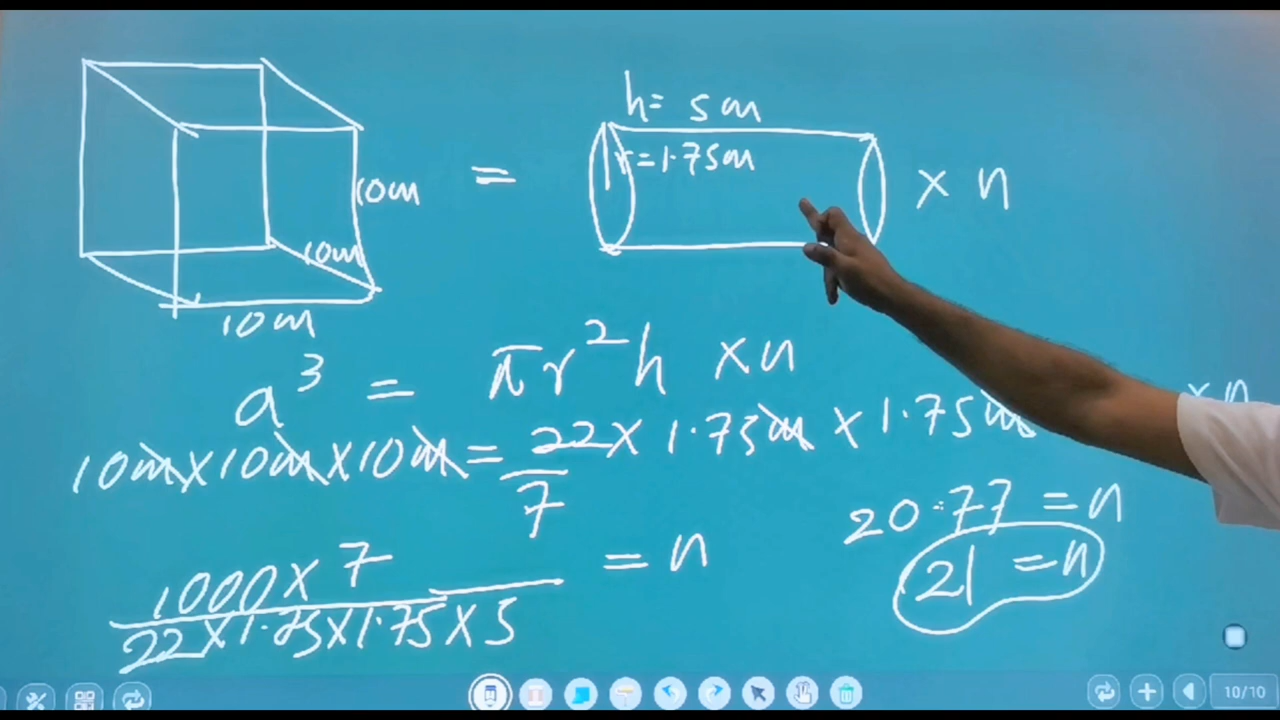 h= 5m
r=1.75m
10m
= × n
10m
10m
a³ = πr²h ×n
10m×10m×10m = 22/7 × 1.75m × 1.75m ×n
20.77 =n
1000×7 / 22×1.75×1.75×5 = n
21 =n
10/10